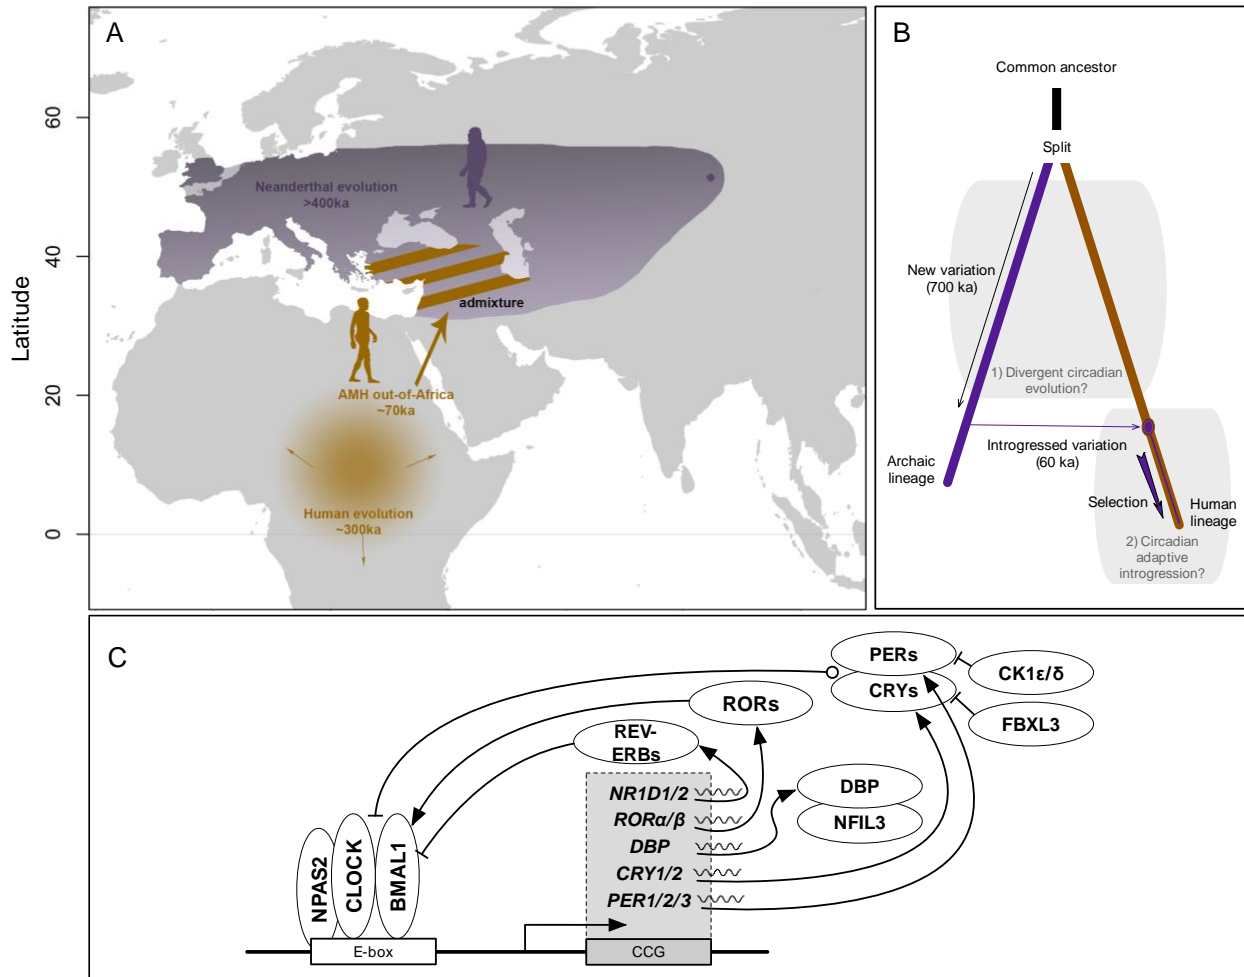 A
Latitude
60
40
20
0
Neanderthal evolution
>400ka
admixture
AMH out-of-Africa
~70ka
Human evolution
~300ka
B
Common ancestor
Split
New variation
(700 ka)
1) Divergent circadian
evolution?
Introgressed variation
(60 ka)
Archaic
lineage
Selection
Human
lineage
2) Circadian
adaptive
introgression?
C
PERs
CRYs
CK1ε/δ
FBXL3
RORs
REV-
ERBs
DBP
NFIL3
NR1D1/2
RORα/β
DBP
CRY1/2
PER1/2/3
NPAS2
CLOCK
BMAL1
E-box
CCG